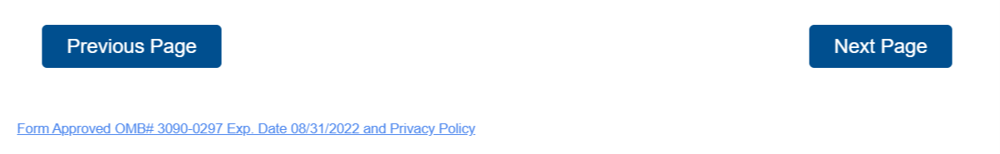 Previous Page
Next Page
Form Approved OMB# 3090-0297 Exp. Date 08/31/2022 and Privacy Policy